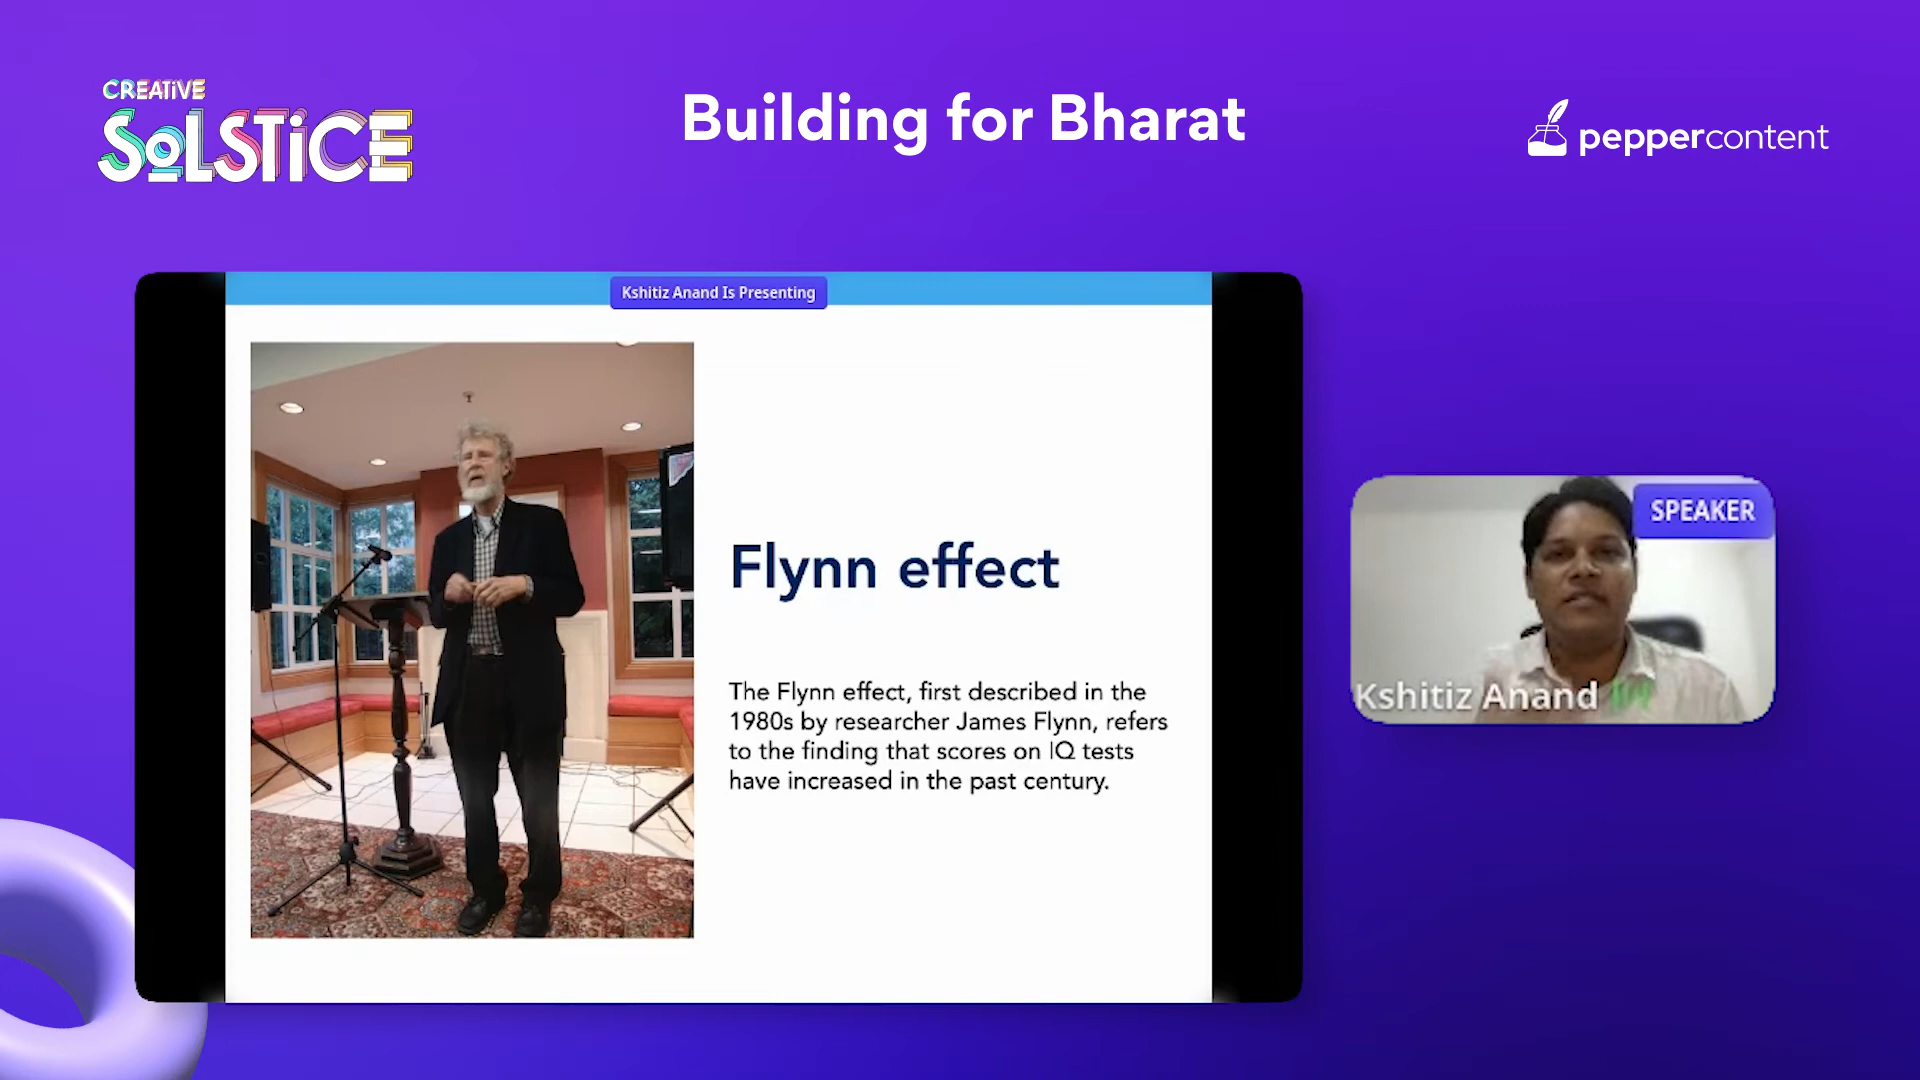 CREATiVE
SOLSTiCE
Building for Bharat
peppercontent
Kshitiz Anand Is Presenting
Flynn effect
The Flynn effect, first described in the
1980s by researcher James Flynn, refers
to the finding that scores on IQ tests
have increased in the past century.
SPEAKER
Kshitiz Anand